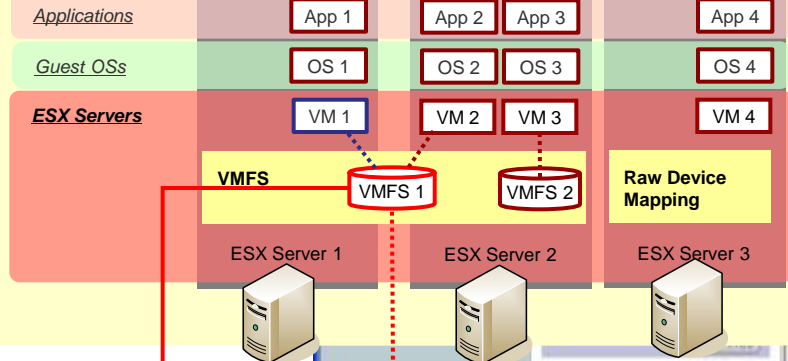 Applications App 1 App 2 App 3 App 4
Guest OSs OS 1 OS 2 OS 3 OS 4
ESX Servers VM 1 VM 2 VM 3 VM 4
VMFS VMFS 1 VMFS 2 Raw Device
Mapping
ESX Server 1 ESX Server 2 ESX Server 3